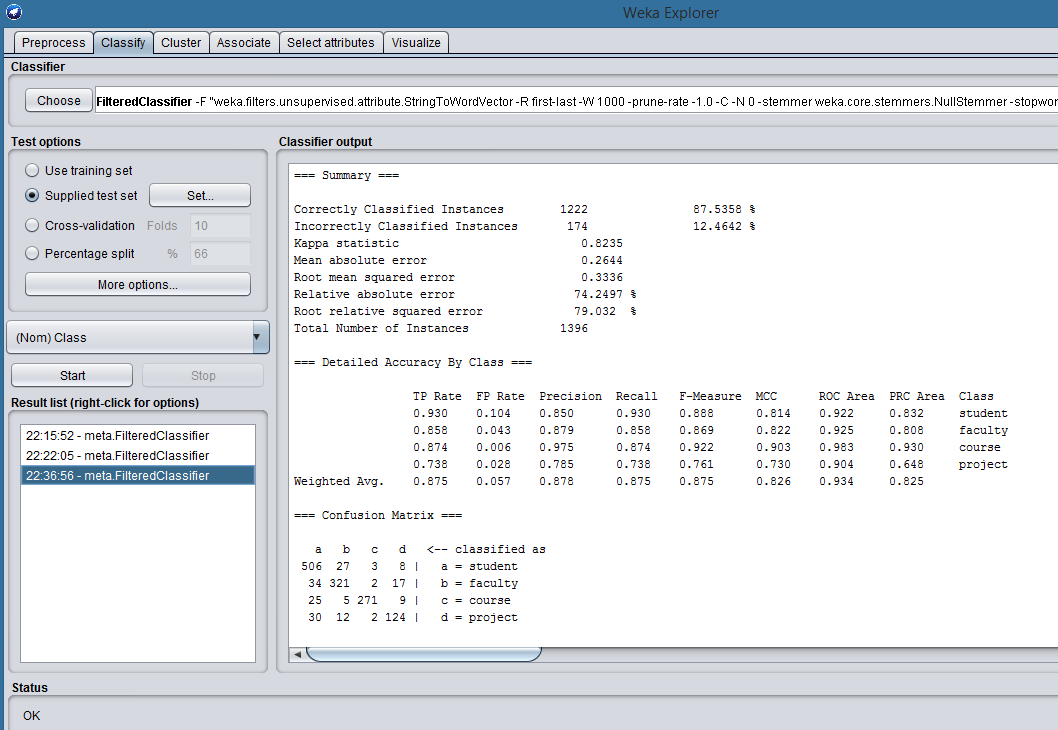 Weka Explorer
Preprocess Classify Cluster Associate Select attributes Visualize
Classifier
Choose FilteredClassifier -F "weka.filters.unsupervised.attribute.StringToWordVector -R first-last -W 1000 -prune-rate -1.0 -C -N 0 -stemmer weka.core.stemmers.NullStemmer -stopwor
Test options
Use training set
Supplied test set Set...
Cross-validation Folds 10
Percentage split % 66
More options...
(Nom) Class
Start Stop
Result list (right-click for options)
22:15:52 - meta.FilteredClassifier
22:22:05 - meta.FilteredClassifier
22:36:56 - meta.FilteredClassifier
Classifier output
=== Summary ===
Correctly Classified Instances 1222 87.5358 %
Incorrectly Classified Instances 174 12.4642 %
Kappa statistic 0.8235
Mean absolute error 0.2644
Root mean squared error 0.3336
Relative absolute error 74.2497 %
Root relative squared error 79.032 %
Total Number of Instances 1396
=== Detailed Accuracy By Class ===
TP Rate FP Rate Precision Recall F-Measure MCC ROC Area PRC Area Class
0.930 0.104 0.850 0.930 0.888 0.814 0.922 0.832 student
0.858 0.043 0.879 0.858 0.869 0.822 0.925 0.808 faculty
0.874 0.006 0.975 0.874 0.922 0.903 0.983 0.930 course
0.738 0.028 0.785 0.738 0.761 0.730 0.904 0.648 project
Weighted Avg. 0.875 0.057 0.878 0.875 0.875 0.826 0.934 0.825
=== Confusion Matrix ===
a b c d <-- classified as
506 27 3 8 | a = student
34 321 2 17 | b = faculty
25 5 271 9 | c = course
30 12 2 124 | d = project
Status
OK